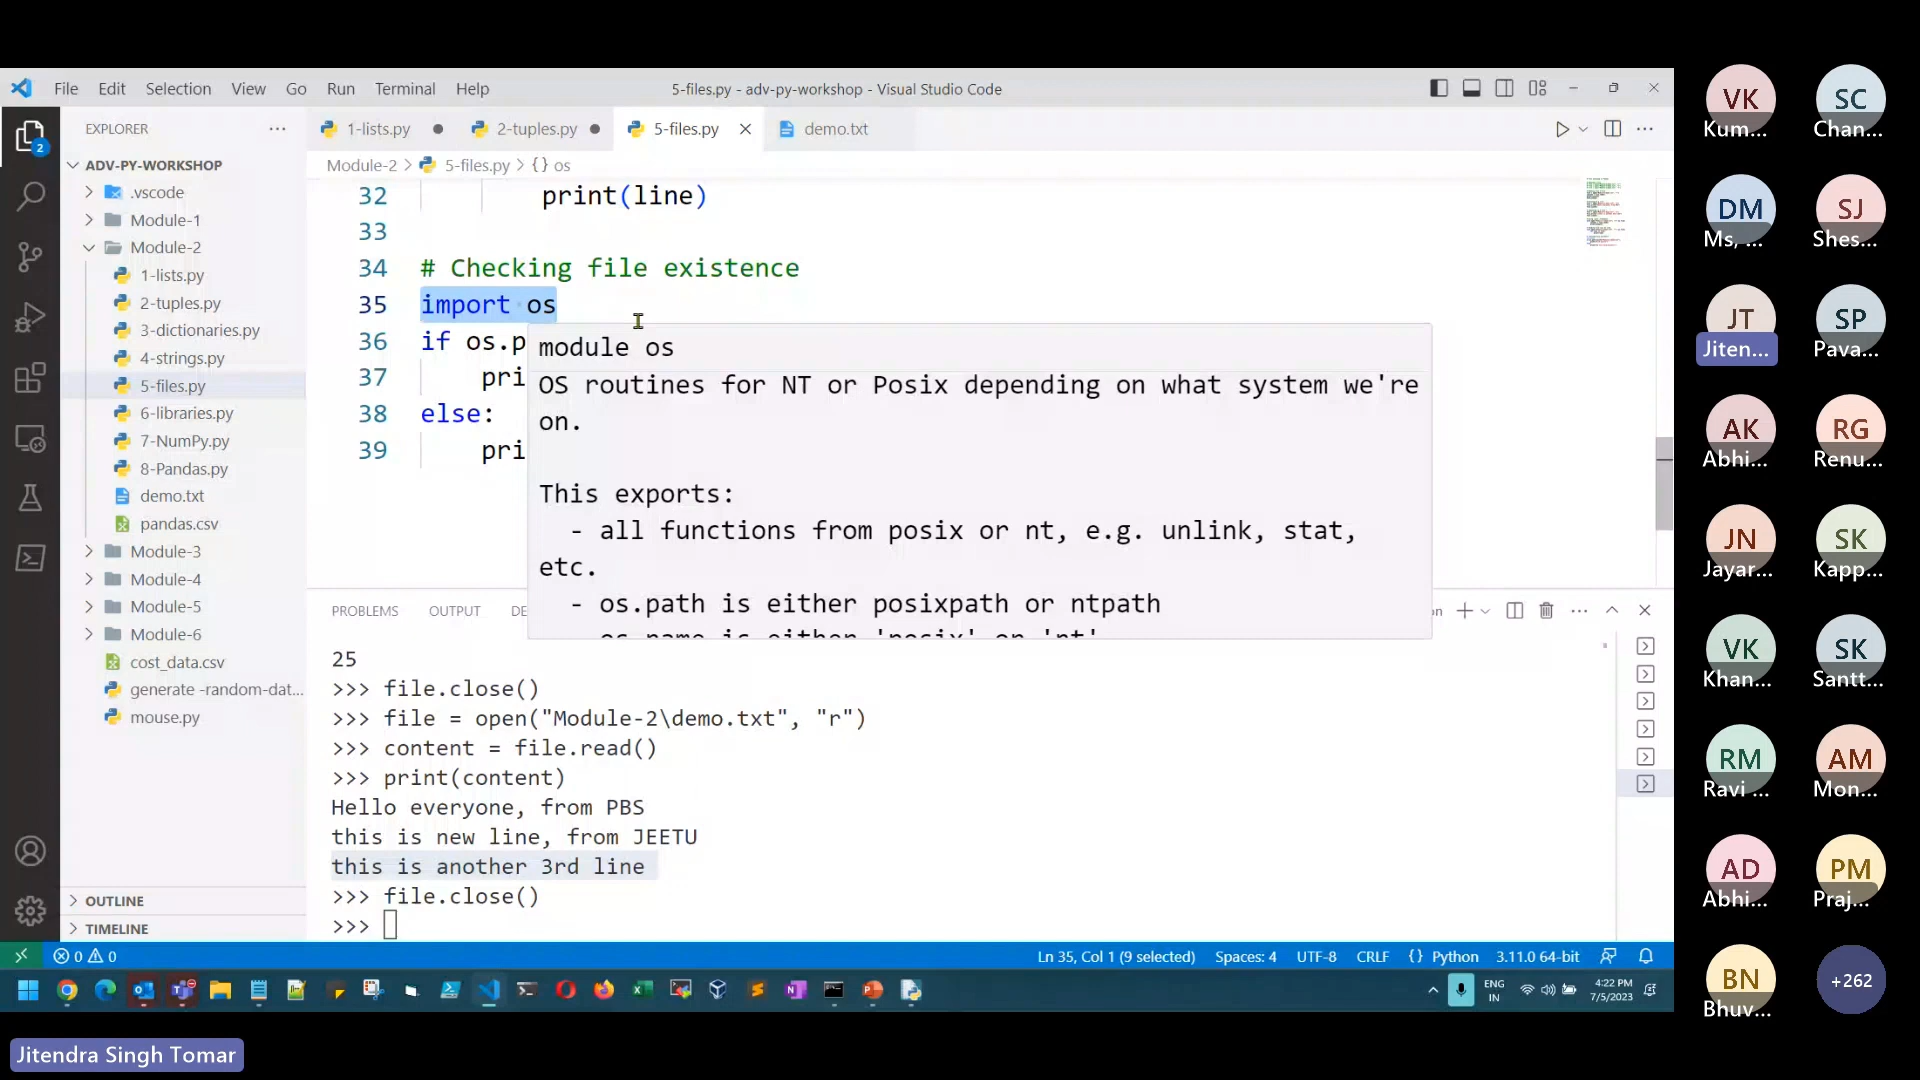 File Edit Selection View Go Run Terminal Help
5-files.py - adv-py-workshop - Visual Studio Code
EXPLORER
1-lists.py
2-tuples.py
5-files.py
demo.txt
2
ADV-PY-WORKSHOP
.vscode
Module-1
Module-2
1-lists.py
2-tuples.py
3-dictionaries.py
4-strings.py
5-files.py
6-libraries.py
7-NumPy.py
8-Pandas.py
demo.txt
pandas.csv
Module-3
Module-4
Module-5
Module-6
cost_data.csv
generate -random-dat...
mouse.py
OUTLINE
TIMELINE
Module-2 > 5-files.py > {} os
32 print(line)
33
34 # Checking file existence
35 import os
36 if os.p
37 pri
38 else:
39 pri
module os
OS routines for NT or Posix depending on what system we're
on.
This exports:
- all functions from posix or nt, e.g. unlink, stat,
etc.
- os.path is either posixpath or ntpath
- os.name is either 'posix' or 'nt'
PROBLEMS OUTPUT DE
25
>>> file.close()
>>> file = open("Module-2\demo.txt", "r")
>>> content = file.read()
>>> print(content)
Hello everyone, from PBS
this is new line, from JEETU
this is another 3rd line
>>> file.close()
>>>
0 0
Ln 35, Col 1 (9 selected) Spaces: 4 UTF-8 CRLF {} Python 3.11.0 64-bit
ENG
IN
4:22 PM
7/5/2023
VK SC
Kum... Chan...
DM SJ
Ms, ... Shes...
JT SP
Jiten... Pava...
AK RG
Abhi... Renu...
JN SK
Jayar... Kapp...
VK SK
Khan... Santt...
RM AM
Ravi ... Mon...
AD PM
Abhi... Praj...
BN +262
Bhuv...
Jitendra Singh Tomar